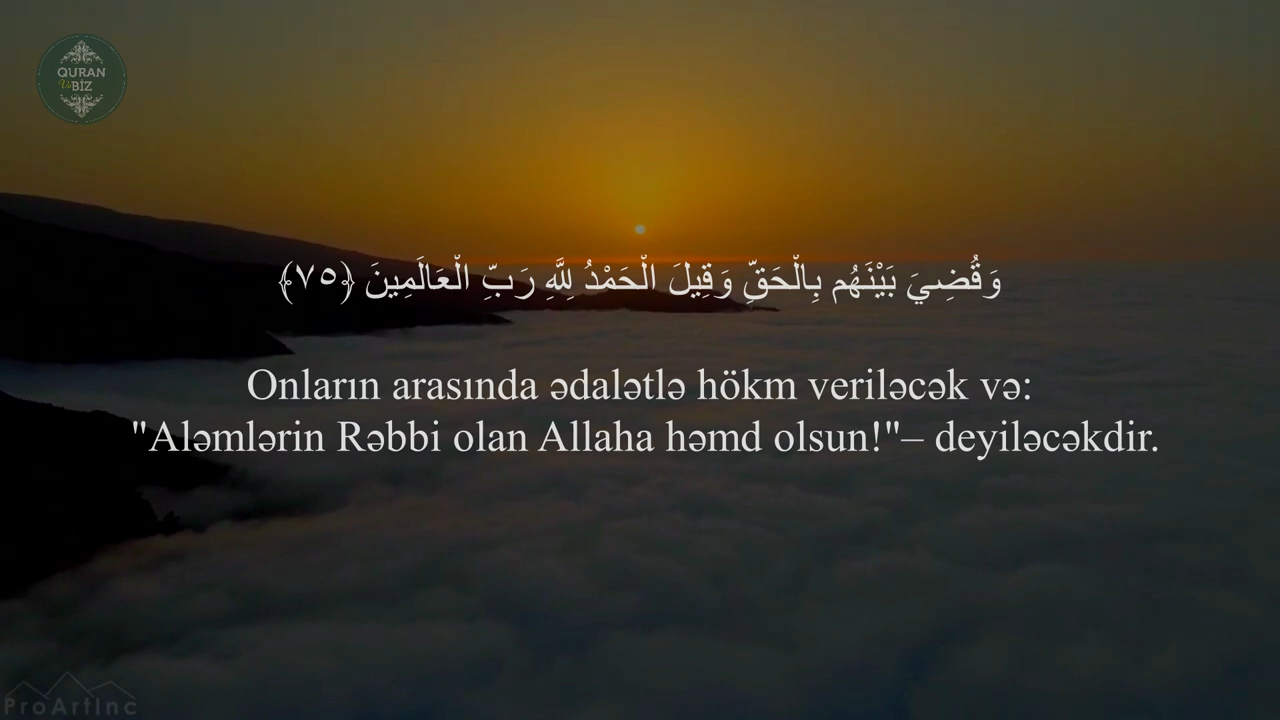 QURAN
Və BİZ
وَقُضِيَ بَيْنَهُم بِالْحَقِّ وَقِيلَ الْحَمْدُ لِلَّهِ رَبِّ الْعَالَمِينَ ﴿٧٥﴾
Onların arasında ədalətlə hökm veriləcək və:
"Aləmlərin Rəbbi olan Allaha həmd olsun!"– deyiləcəkdir.
ProArtInc